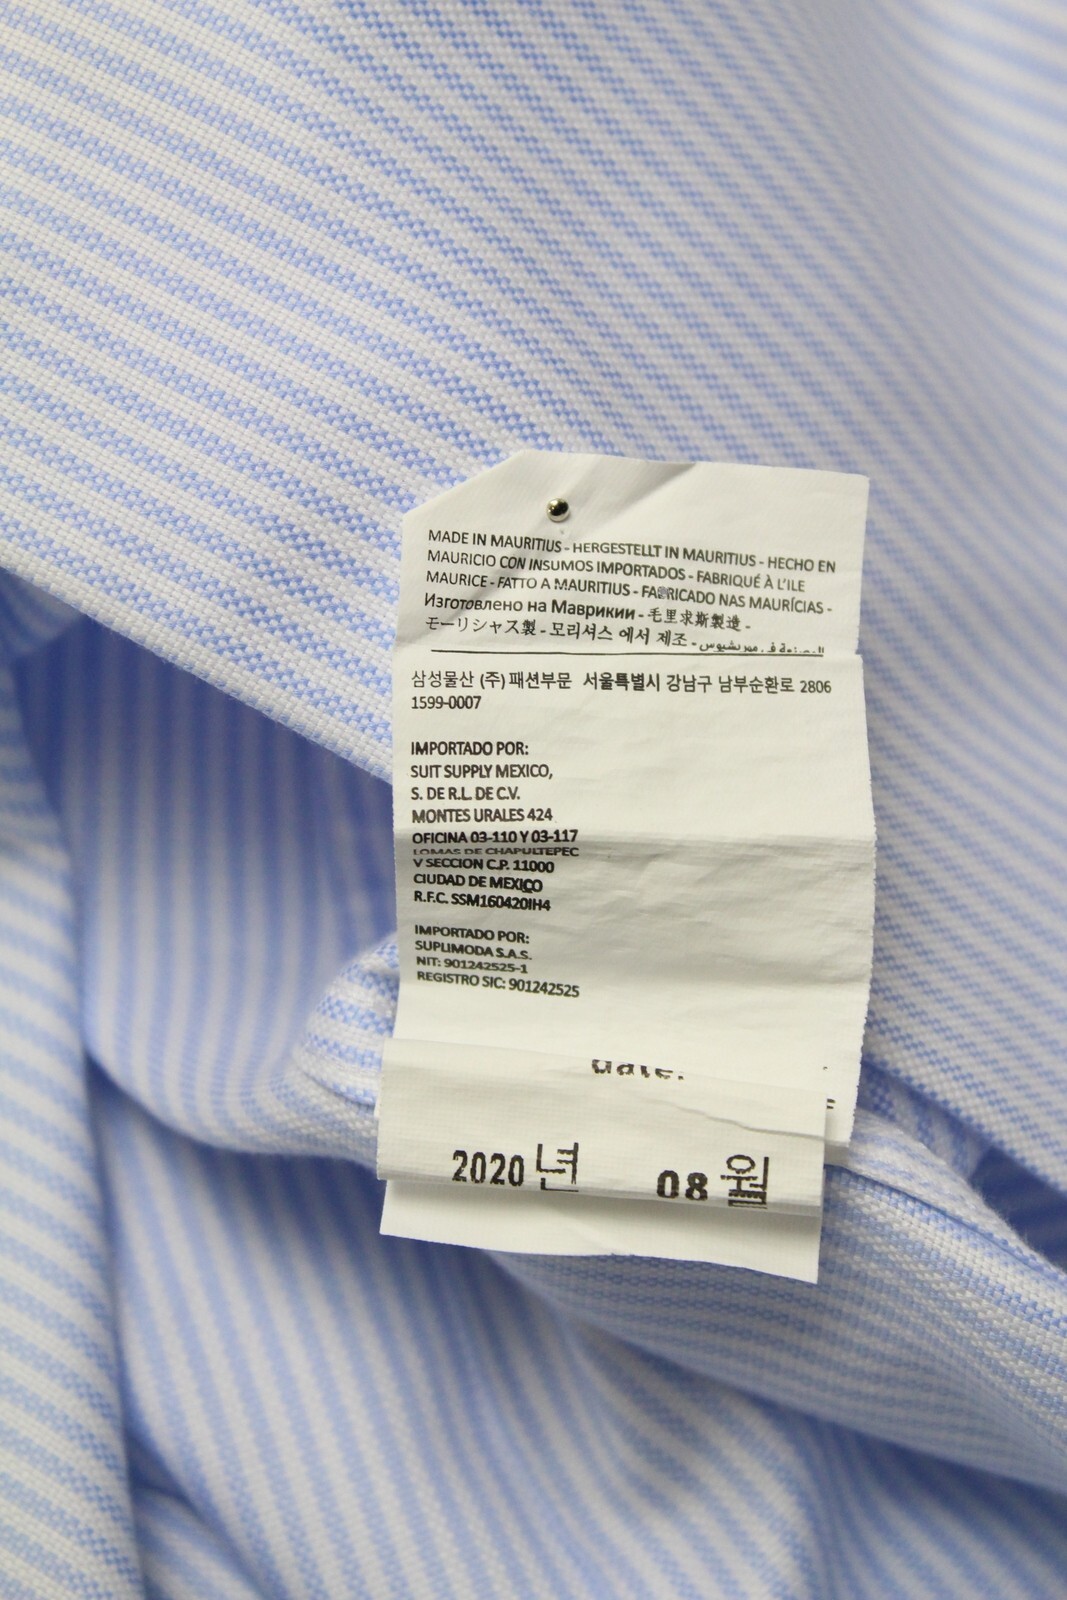 MADE IN MAURITIUS - HERGESTELLT IN MAURITIUS - HECHO EN
MAURICIO CON INSUMOS IMPORTADOS - FABRIQUÉ À L'ILE
MAURICE - FATTO A MAURITIUS - FABRICADO NAS MAURÍCIAS -
Изготовлено на Маврикии - 毛里求斯製造 -
モーリシャス製 - 모리셔스 에서 제조 -
삼성물산 (주) 패션부문 서울특별시 강남구 남부순환로 2806
1599-0007
IMPORTADO POR:
SUIT SUPPLY MEXICO,
S. DE R.L. DE C.V.
MONTES URALES 424
OFICINA 03-110 Y 03-117
LOMAS DE CHAPULTEPEC
V SECCION C.P. 11000
CIUDAD DE MEXICO
R.F.C. SSM160420IH4
IMPORTADO POR:
SUPLIMODA S.A.S.
NIT: 901242525-1
REGISTRO SIC: 901242525
date:
2020 년 08 월